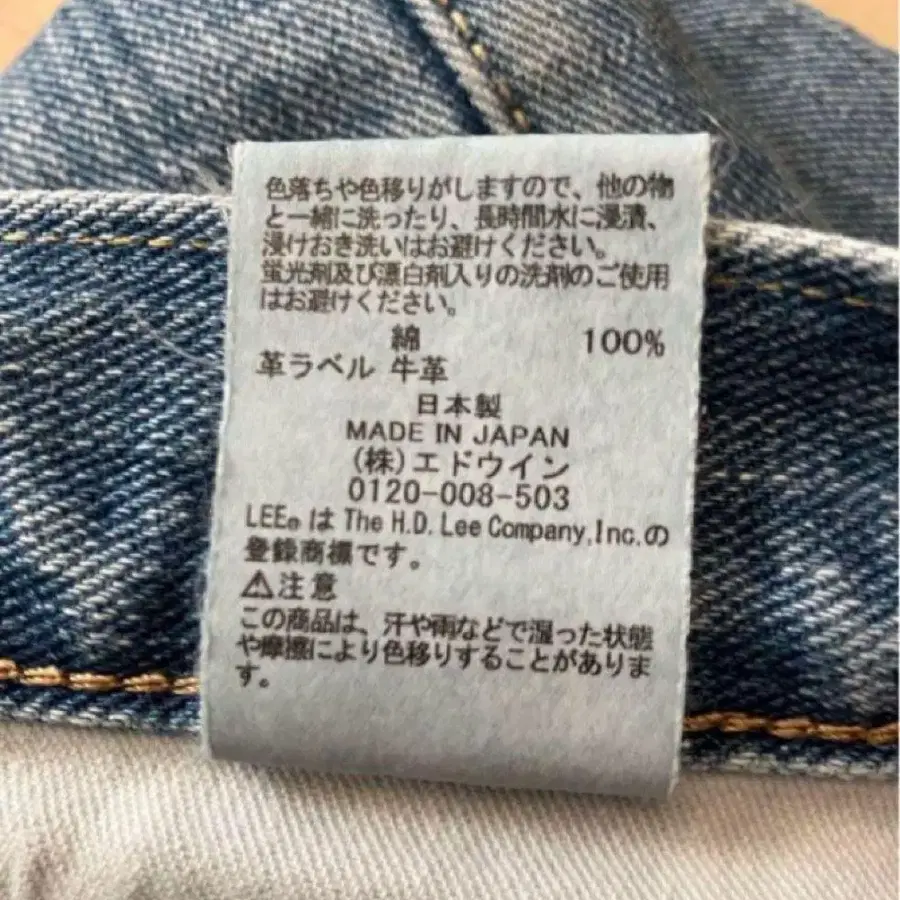 色落ちや色移りがしますので、他の物
と一緒に洗ったり、長時間水に浸漬、
浸けおき洗いはお避けください。
蛍光剤及び漂白剤入りの洗剤のご使用
はお避けください。
綿 100%
革ラベル 牛革
日本製
MADE IN JAPAN
(株)エドウイン
0120-008-503
LEE®は The H.D. Lee Company, Inc.の
登録商標です。
⚠注意
この商品は、汗や雨などで湿った状態
や摩擦により色移りすることがありま
す。